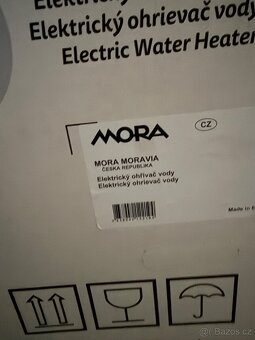 Elektrický ohrievač vody
Electric Water Heater
MORA
CZ
MORA MORAVIA
ČESKÁ REPUBLIKA
Elektrický ohřívač vody
Elektrický ohrievač vody
Made in
sbazar.cz